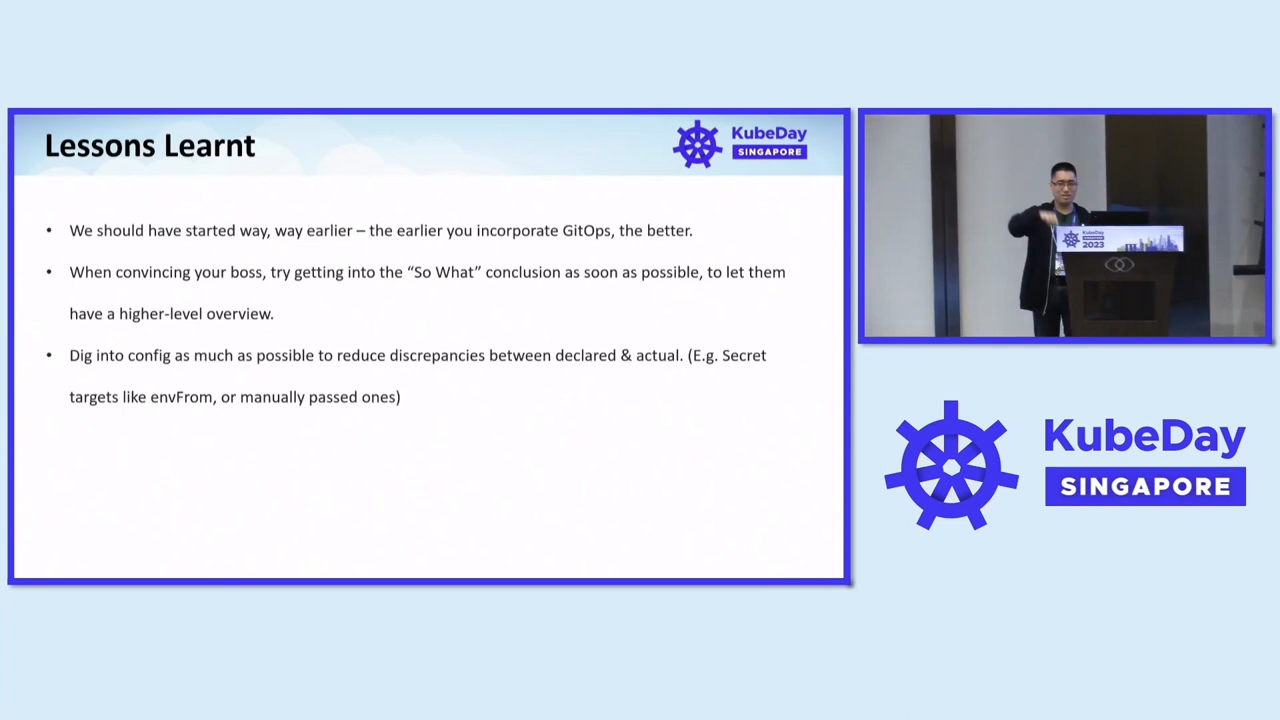 Lessons Learnt
KubeDay
SINGAPORE
• We should have started way, way earlier – the earlier you incorporate GitOps, the better.
• When convincing your boss, try getting into the “So What” conclusion as soon as possible, to let them
have a higher-level overview.
• Dig into config as much as possible to reduce discrepancies between declared & actual. (E.g. Secret
targets like envFrom, or manually passed ones)
KubeDay
2023
KubeDay
SINGAPORE